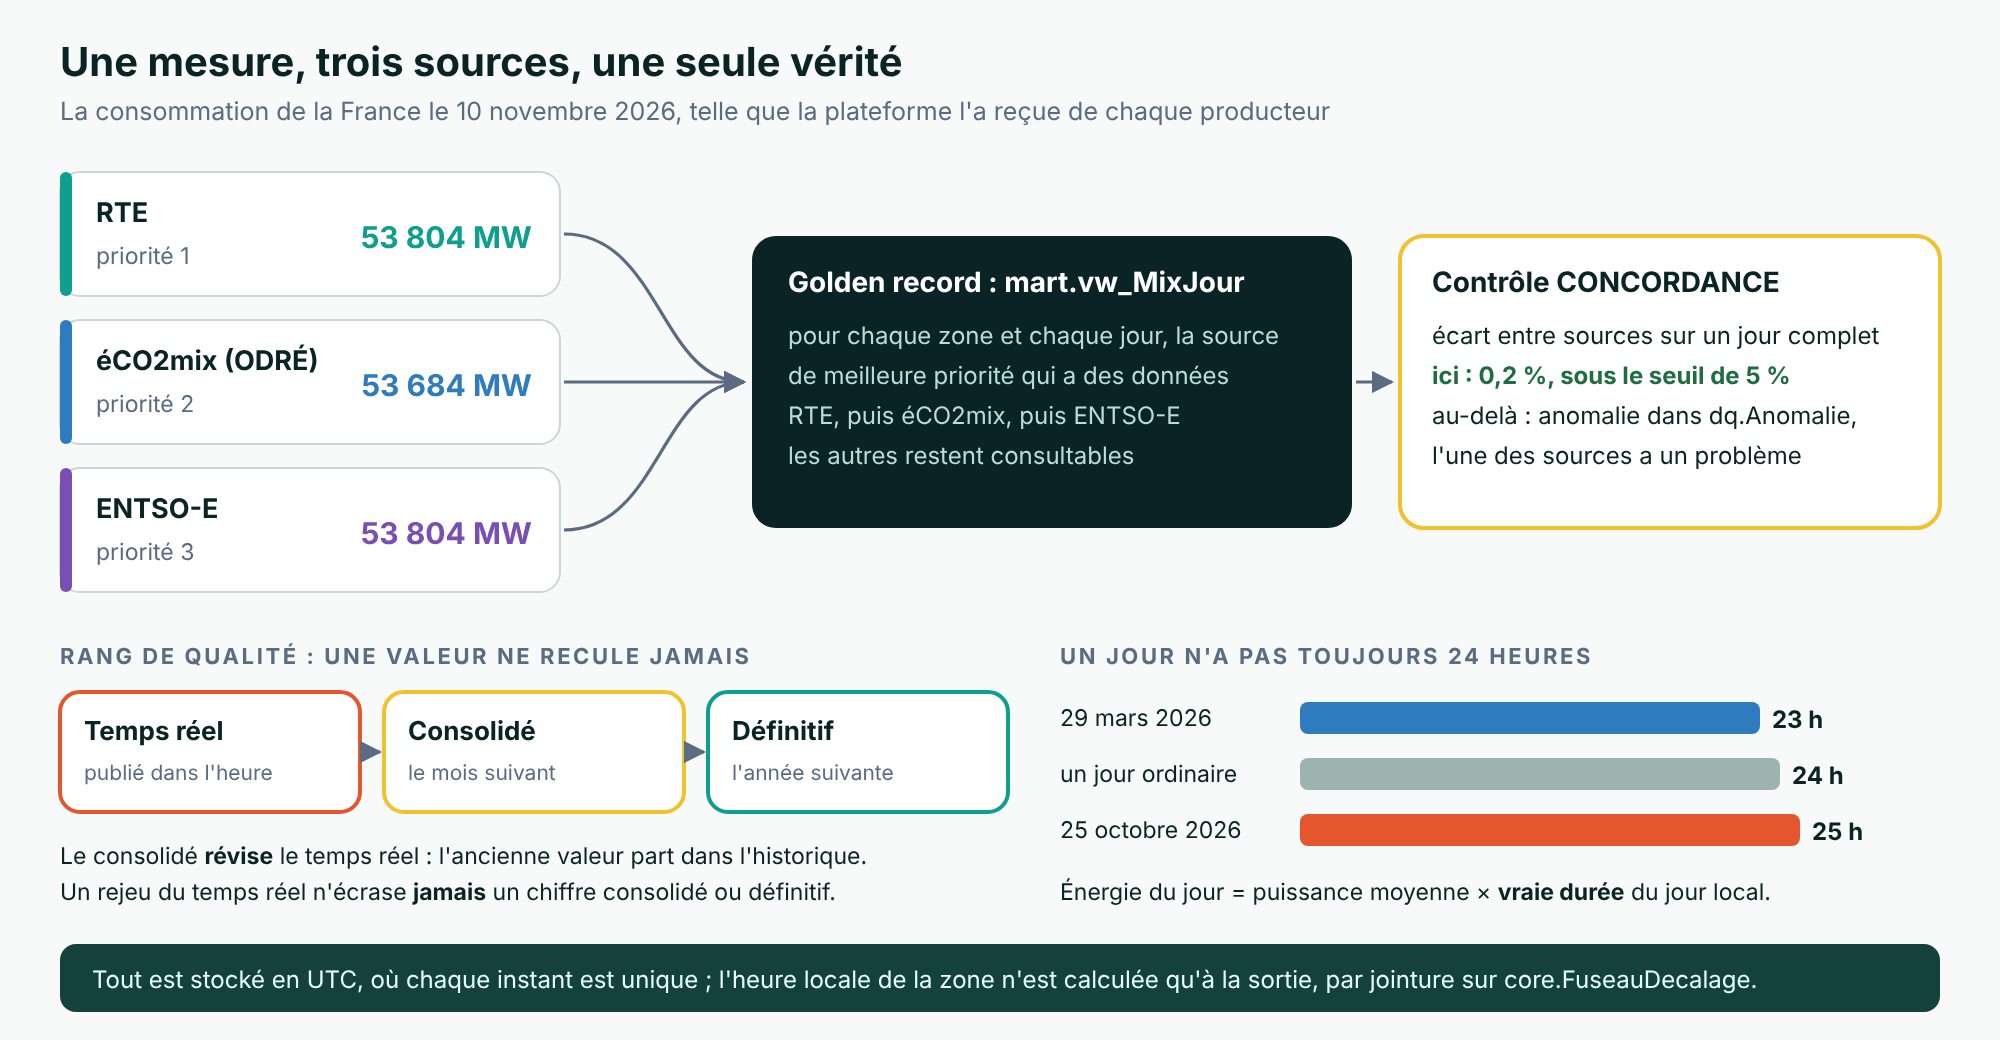 Une mesure, trois sources, une seule vérité
La consommation de la France le 10 novembre 2026, telle que la plateforme l'a reçue de chaque producteur
RTE
priorité 1
53 804 MW
éCO2mix (ODRÉ)
priorité 2
53 684 MW
ENTSO-E
priorité 3
53 804 MW
Golden record : mart.vw_MixJour
pour chaque zone et chaque jour, la source
de meilleure priorité qui a des données
RTE, puis éCO2mix, puis ENTSO-E
les autres restent consultables
Contrôle CONCORDANCE
écart entre sources sur un jour complet
ici : 0,2 %, sous le seuil de 5 %
au-delà : anomalie dans dq.Anomalie,
l'une des sources a un problème
RANG DE QUALITÉ : UNE VALEUR NE RECULE JAMAIS
Temps réel
publié dans l'heure
Consolidé
le mois suivant
Définitif
l'année suivante
Le consolidé révise le temps réel : l'ancienne valeur part dans l'historique.
Un rejeu du temps réel n'écrase jamais un chiffre consolidé ou définitif.
UN JOUR N'A PAS TOUJOURS 24 HEURES
29 mars 2026
23 h
un jour ordinaire
24 h
25 octobre 2026
25 h
Énergie du jour = puissance moyenne × vraie durée du jour local.
Tout est stocké en UTC, où chaque instant est unique ; l'heure locale de la zone n'est calculée qu'à la sortie, par jointure sur core.FuseauDecalage.